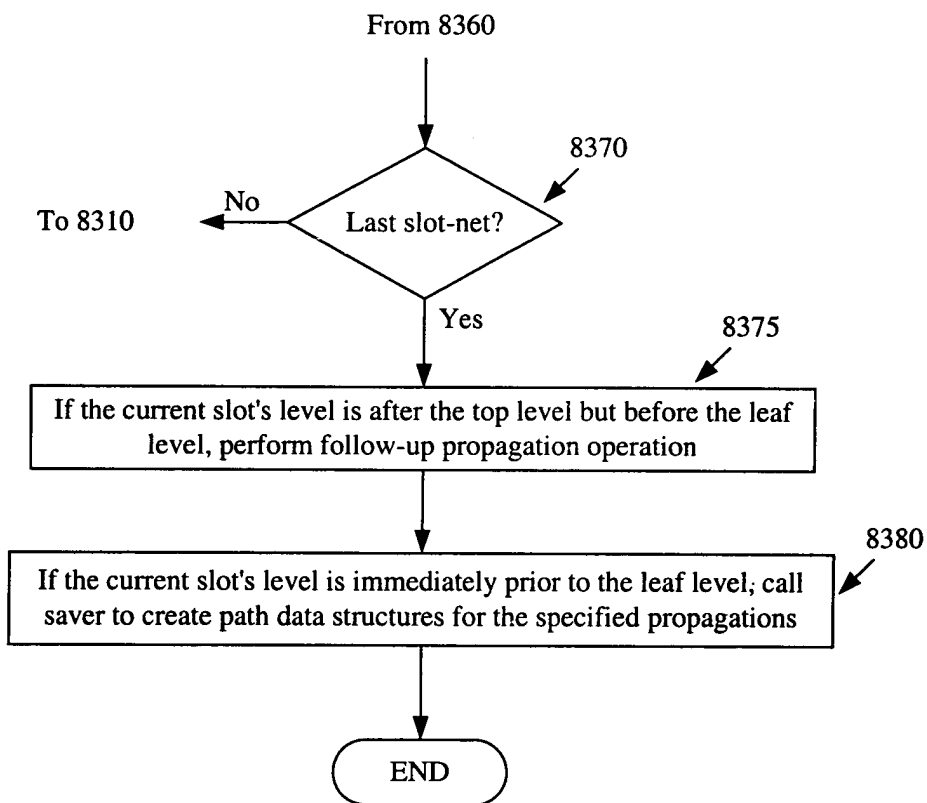 From 8360
8370
No
To 8310
Last slot-net?
Yes
8375
If the current slot's level is after the top level but before the leaf
level, perform follow-up propagation operation
8380
If the current slot's level is immediately prior to the leaf level, call
saver to create path data structures for the specified propagations
END